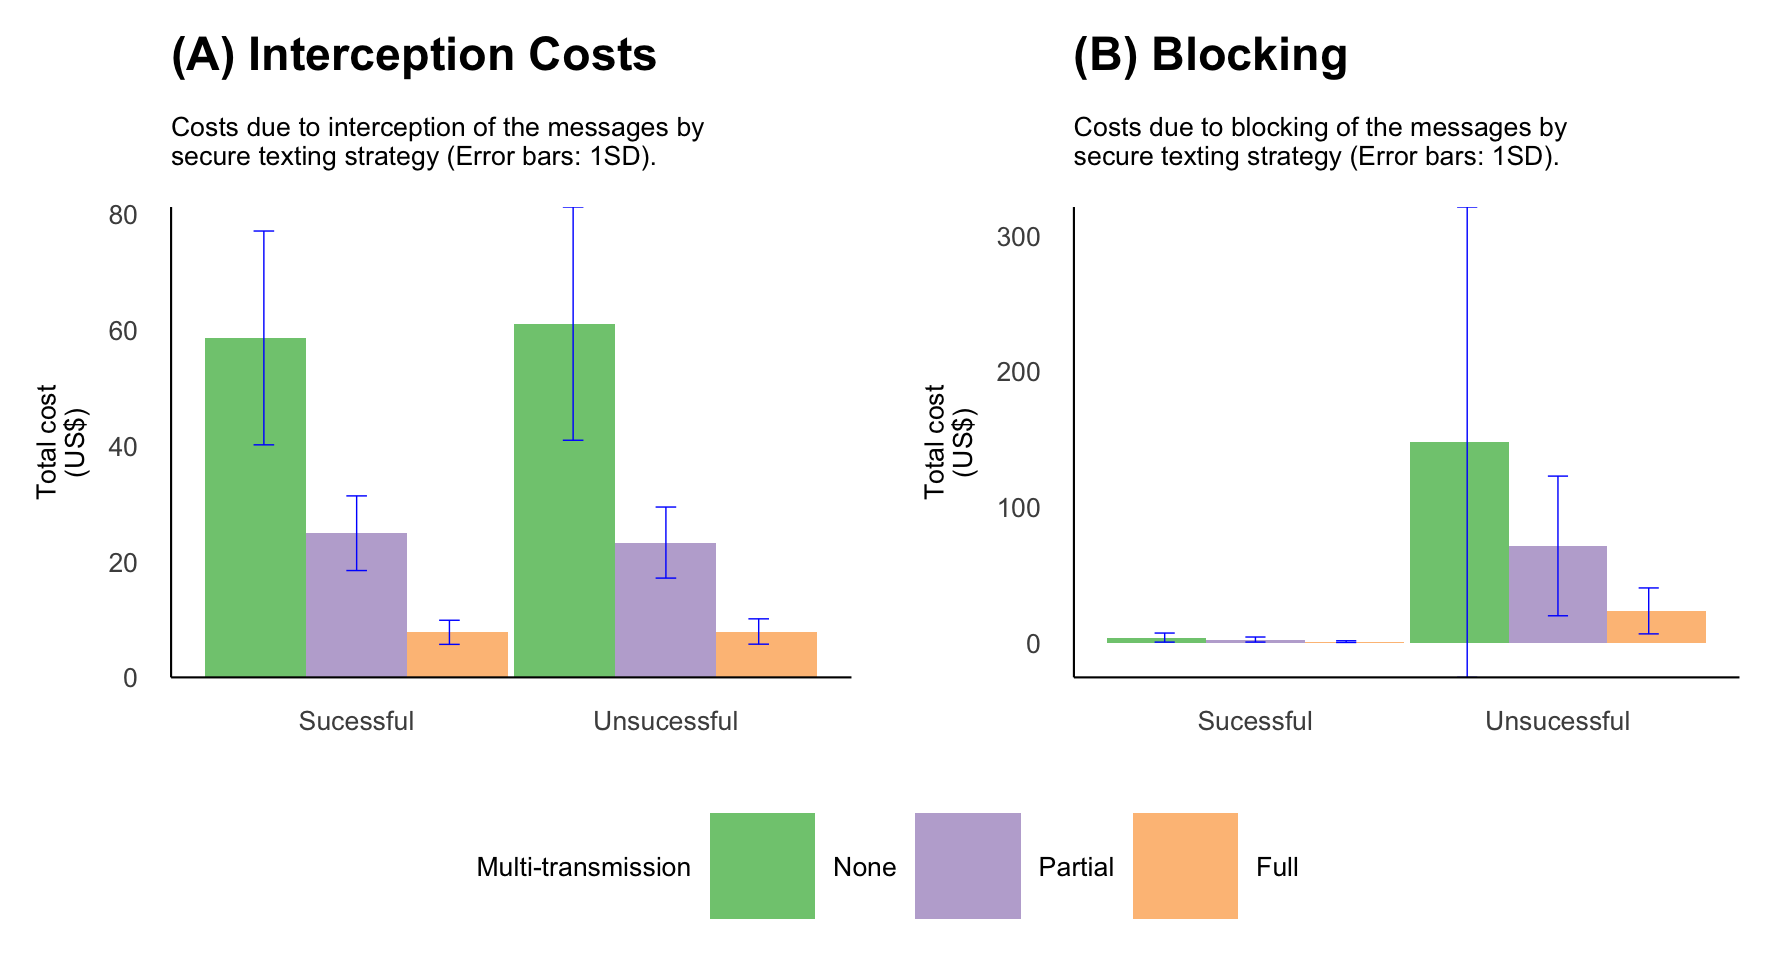 (A) Interception Costs
Costs due to interception of the messages by
secure texting strategy (Error bars: 1SD).
80
60
40
20
0
Total cost
(US$)
Sucessful
Unsucessful
(B) Blocking
Costs due to blocking of the messages by
secure texting strategy (Error bars: 1SD).
300
200
100
0
Total cost
(US$)
Sucessful
Unsucessful
Multi-transmission
None
Partial
Full